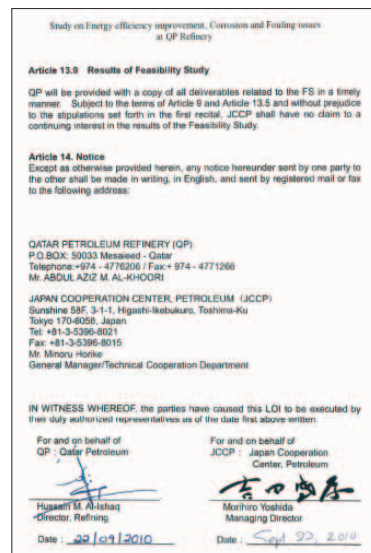 Study on Energy efficiency improvement, Corrosion and Fouling issues
at QP Refinery
Article 13.9 Results of Feasibility Study
QP will be provided with a copy of all deliverables related to the FS in a timely
manner. Subject to the terms of Article 9 and Article 13.5 and without prejudice
to the stipulations set forth in the first recital, JCCP shall have no claim to a
continuing interest in the results of the Feasibility Study.
Article 14. Notice
Except as otherwise provided herein, any notice hereunder sent by one party to
the other shall be made in writing, in English, and sent by registered mail or fax
to the following address:
QATAR PETROLEUM REFINERY (QP)
P.O.BOX: 50033 Mesaieed - Qatar
Telephone:+974 - 4776206 / Fax:+ 974 - 4771266
Mr. ABDUL AZIZ M. AL-KHOORI
JAPAN COOPERATION CENTER, PETROLEUM (JCCP)
Sunshine 58F, 3-1-1, Higashi-Ikebukuro, Toshima-Ku
Tokyo 170-6058, Japan
Tel: +81-3-5396-8021
Fax: +81-3-5396-8015
Mr. Minoru Horike
General Manager/Technical Cooperation Department
IN WITNESS WHEREOF, the parties have caused this LOI to be executed by
their duly authorized representatives as of the date first above written.
For and on behalf of
QP : Qatar Petroleum
Hussain M. Al-Ishaq
Director, Refining
Date : 22/09/2010
For and on behalf of
JCCP : Japan Cooperation
Center, Petroleum
吉田盛厚
Morihiro Yoshida
Managing Director
Date : Sept 22, 2010